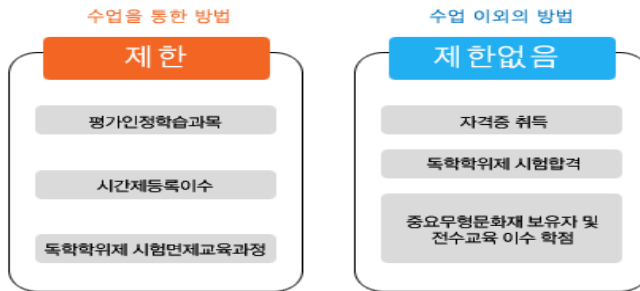 수업을 통한 방법
제한
평가인정학습과목
시간제등록이수
독학학위제 시험면제교육과정
수업 이외의 방법
제한없음
자격증 취득
독학학위제 시험합격
중요무형문화재 보유자 및
전수교육 이수 학점